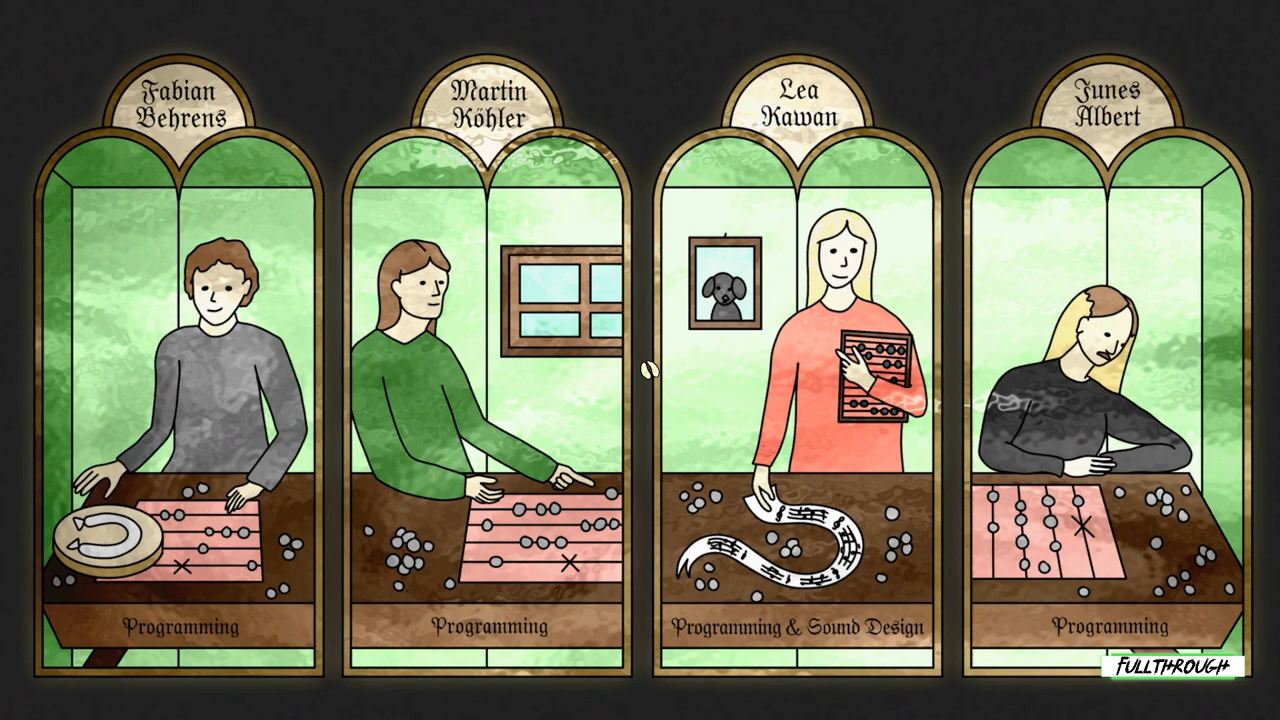 Fabian
Behrens
Martin
Köhler
Lea
Kawan
Junes
Albert
Programming
Programming
Programming & Sound Design
Programming
FULLTHROUGH